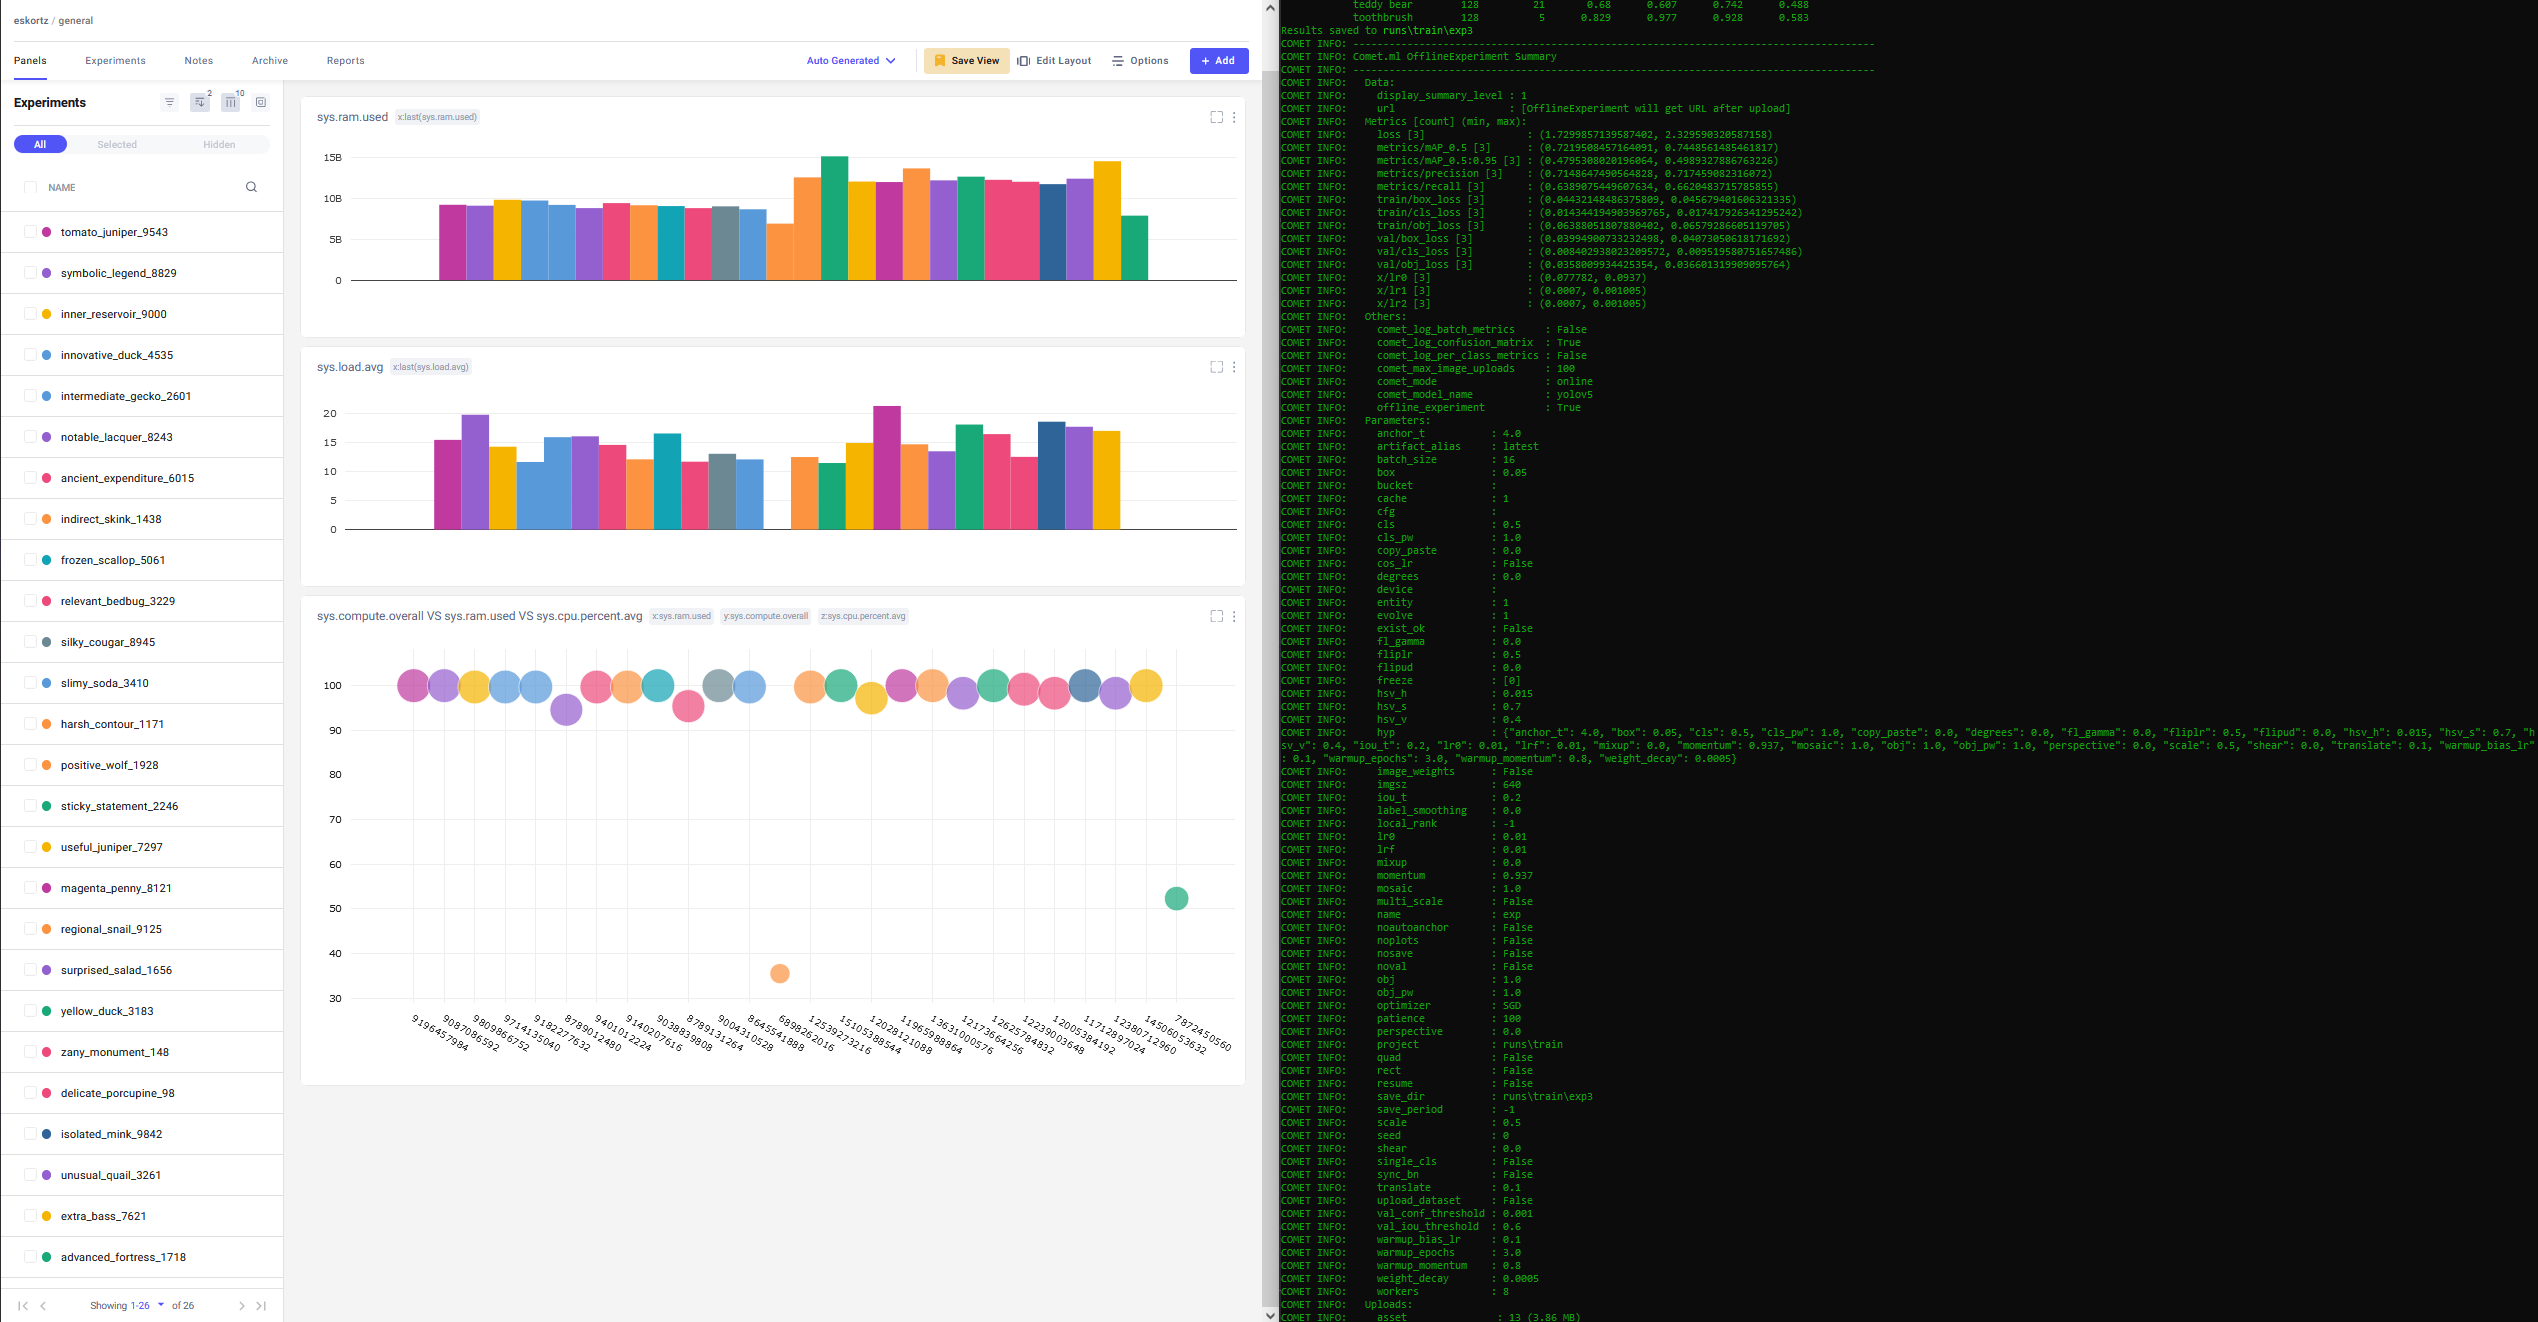 eskortz / general
Panels Experiments Notes Archive Reports Auto Generated Save View Edit Layout Options + Add
Experiments 2 10
All Selected Hidden
NAME
tomato_juniper_9543
symbolic_legend_8829
inner_reservoir_9000
innovative_duck_4535
intermediate_gecko_2601
notable_lacquer_8243
ancient_expenditure_6015
indirect_skink_1438
frozen_scallop_5061
relevant_bedbug_3229
silky_cougar_8945
slimy_soda_3410
harsh_contour_1171
positive_wolf_1928
sticky_statement_2246
useful_juniper_7297
magenta_penny_8121
regional_snail_9125
surprised_salad_1656
yellow_duck_3183
zany_monument_148
delicate_porcupine_98
isolated_mink_9842
unusual_quail_3261
extra_bass_7621
advanced_fortress_1718
Showing 1-26 of 26
sys.ram.used x:last(sys.ram.used)
15B
10B
5B
0
sys.load.avg x:last(sys.load.avg)
20
15
10
5
0
sys.compute.overall VS sys.ram.used VS sys.cpu.percent.avg x:sys.ram.used y:sys.compute.overall z:sys.cpu.percent.avg
100
90
80
70
60
50
40
30
9196457984
9087086592
9809866752
9714135040
9182277632
8789012480
9401012224
9140207616
9038839808
8789131264
9004310528
8645541888
6898262016
12539273216
15105388544
12028121088
11965988864
13631000576
12173664256
12625784832
12239003648
12005384192
11712897024
12380712960
14506053632
7872450560
teddy bear 128 21 0.68 0.607 0.742 0.488
toothbrush 128 5 0.829 0.977 0.928 0.583
Results saved to runs\train\exp3
COMET INFO: ---------------------------------------------------------------------------------------
COMET INFO: Comet.ml OfflineExperiment Summary
COMET INFO: ---------------------------------------------------------------------------------------
COMET INFO: Data:
COMET INFO: display_summary_level : 1
COMET INFO: url : [OfflineExperiment will get URL after upload]
COMET INFO: Metrics [count] (min, max):
COMET INFO: loss [3] : (1.7299857139587402, 2.329590320587158)
COMET INFO: metrics/mAP_0.5 [3] : (0.7219508457164091, 0.7448561485461817)
COMET INFO: metrics/mAP_0.5:0.95 [3] : (0.4795308020196064, 0.4989327886763226)
COMET INFO: metrics/precision [3] : (0.7148647490564828, 0.717459082316072)
COMET INFO: metrics/recall [3] : (0.6389075449607634, 0.6620483715785855)
COMET INFO: train/box_loss [3] : (0.04432148486375809, 0.045679401606321335)
COMET INFO: train/cls_loss [3] : (0.014344194903969765, 0.017417926341295242)
COMET INFO: train/obj_loss [3] : (0.06388051807880402, 0.06579286605119705)
COMET INFO: val/box_loss [3] : (0.03994900733232498, 0.04073050618171692)
COMET INFO: val/cls_loss [3] : (0.008402938023209572, 0.009519580751657486)
COMET INFO: val/obj_loss [3] : (0.0358009934425354, 0.036601319909095764)
COMET INFO: x/lr0 [3] : (0.077782, 0.0937)
COMET INFO: x/lr1 [3] : (0.0007, 0.001005)
COMET INFO: x/lr2 [3] : (0.0007, 0.001005)
COMET INFO: Others:
COMET INFO: comet_log_batch_metrics : False
COMET INFO: comet_log_confusion_matrix : True
COMET INFO: comet_log_per_class_metrics : False
COMET INFO: comet_max_image_uploads : 100
COMET INFO: comet_mode : online
COMET INFO: comet_model_name : yolov5
COMET INFO: offline_experiment : True
COMET INFO: Parameters:
COMET INFO: anchor_t : 4.0
COMET INFO: artifact_alias : latest
COMET INFO: batch_size : 16
COMET INFO: box : 0.05
COMET INFO: bucket :
COMET INFO: cache : 1
COMET INFO: cfg :
COMET INFO: cls : 0.5
COMET INFO: cls_pw : 1.0
COMET INFO: copy_paste : 0.0
COMET INFO: cos_lr : False
COMET INFO: degrees : 0.0
COMET INFO: device :
COMET INFO: entity : 1
COMET INFO: evolve : 1
COMET INFO: exist_ok : False
COMET INFO: fl_gamma : 0.0
COMET INFO: fliplr : 0.5
COMET INFO: flipud : 0.0
COMET INFO: freeze : [0]
COMET INFO: hsv_h : 0.015
COMET INFO: hsv_s : 0.7
COMET INFO: hsv_v : 0.4
COMET INFO: hyp : {"anchor_t": 4.0, "box": 0.05, "cls": 0.5, "cls_pw": 1.0, "copy_paste": 0.0, "degrees": 0.0, "fl_gamma": 0.0, "fliplr": 0.5, "flipud": 0.0, "hsv_h": 0.015, "hsv_s": 0.7, "h
sv_v": 0.4, "iou_t": 0.2, "lr0": 0.01, "lrf": 0.01, "mixup": 0.0, "momentum": 0.937, "mosaic": 1.0, "obj": 1.0, "obj_pw": 1.0, "perspective": 0.0, "scale": 0.5, "shear": 0.0, "translate": 0.1, "warmup_bias_lr"
: 0.1, "warmup_epochs": 3.0, "warmup_momentum": 0.8, "weight_decay": 0.0005}
COMET INFO: image_weights : False
COMET INFO: imgsz : 640
COMET INFO: iou_t : 0.2
COMET INFO: label_smoothing : 0.0
COMET INFO: local_rank : -1
COMET INFO: lr0 : 0.01
COMET INFO: lrf : 0.01
COMET INFO: mixup : 0.0
COMET INFO: momentum : 0.937
COMET INFO: mosaic : 1.0
COMET INFO: multi_scale : False
COMET INFO: name : exp
COMET INFO: noautoanchor : False
COMET INFO: noplots : False
COMET INFO: nosave : False
COMET INFO: noval : False
COMET INFO: obj : 1.0
COMET INFO: obj_pw : 1.0
COMET INFO: optimizer : SGD
COMET INFO: patience : 100
COMET INFO: perspective : 0.0
COMET INFO: project : runs\train
COMET INFO: quad : False
COMET INFO: rect : False
COMET INFO: resume : False
COMET INFO: save_dir : runs\train\exp3
COMET INFO: save_period : -1
COMET INFO: scale : 0.5
COMET INFO: seed : 0
COMET INFO: shear : 0.0
COMET INFO: single_cls : False
COMET INFO: sync_bn : False
COMET INFO: translate : 0.1
COMET INFO: upload_dataset : False
COMET INFO: val_conf_threshold : 0.001
COMET INFO: val_iou_threshold : 0.6
COMET INFO: warmup_bias_lr : 0.1
COMET INFO: warmup_epochs : 3.0
COMET INFO: warmup_momentum : 0.8
COMET INFO: weight_decay : 0.0005
COMET INFO: workers : 8
COMET INFO: Uploads:
COMET INFO: asset : 13 (3.86 MB)